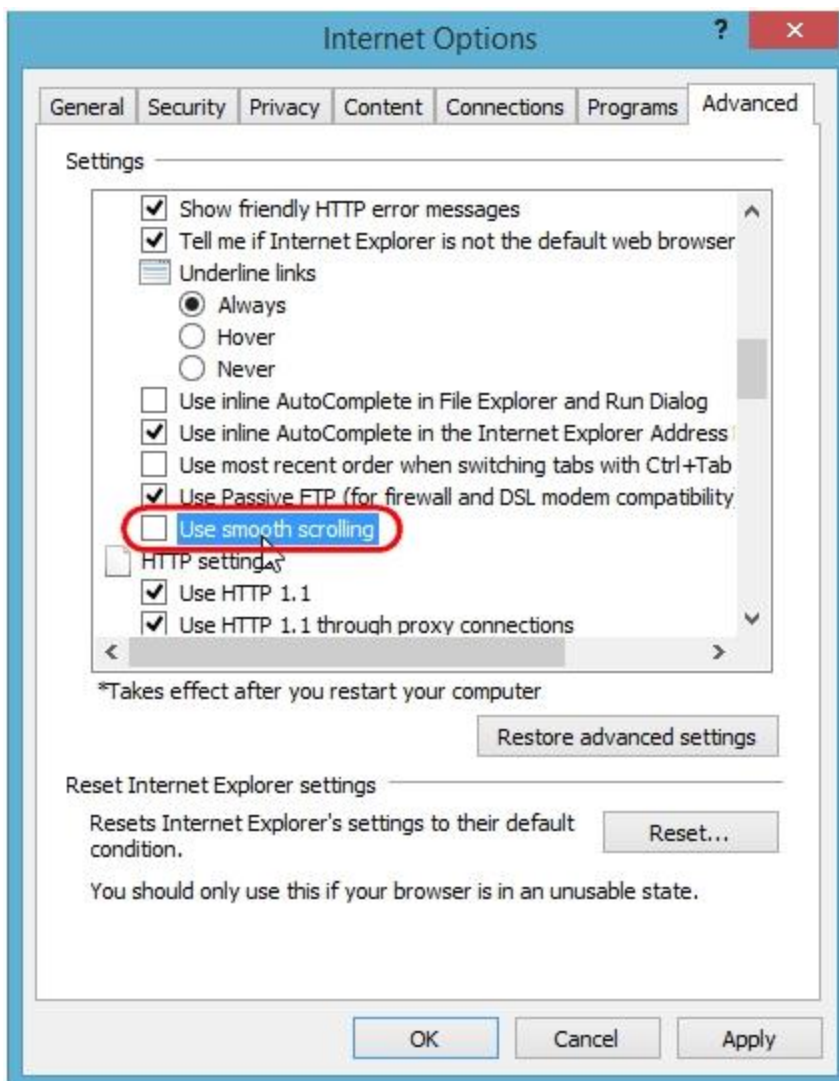 Internet Options ?
General Security Privacy Content Connections Programs Advanced
Settings
Show friendly HTTP error messages
Tell me if Internet Explorer is not the default web browser
Underline links
Always
Hover
Never
Use inline AutoComplete in File Explorer and Run Dialog
Use inline AutoComplete in the Internet Explorer Address
Use most recent order when switching tabs with Ctrl+Tab
Use Passive FTP (for firewall and DSL modem compatibility
Use smooth scrolling
HTTP settings
Use HTTP 1.1
Use HTTP 1.1 through proxy connections
*Takes effect after you restart your computer
Restore advanced settings
Reset Internet Explorer settings
Resets Internet Explorer's settings to their default
condition.
Reset...
You should only use this if your browser is in an unusable state.
OK Cancel Apply